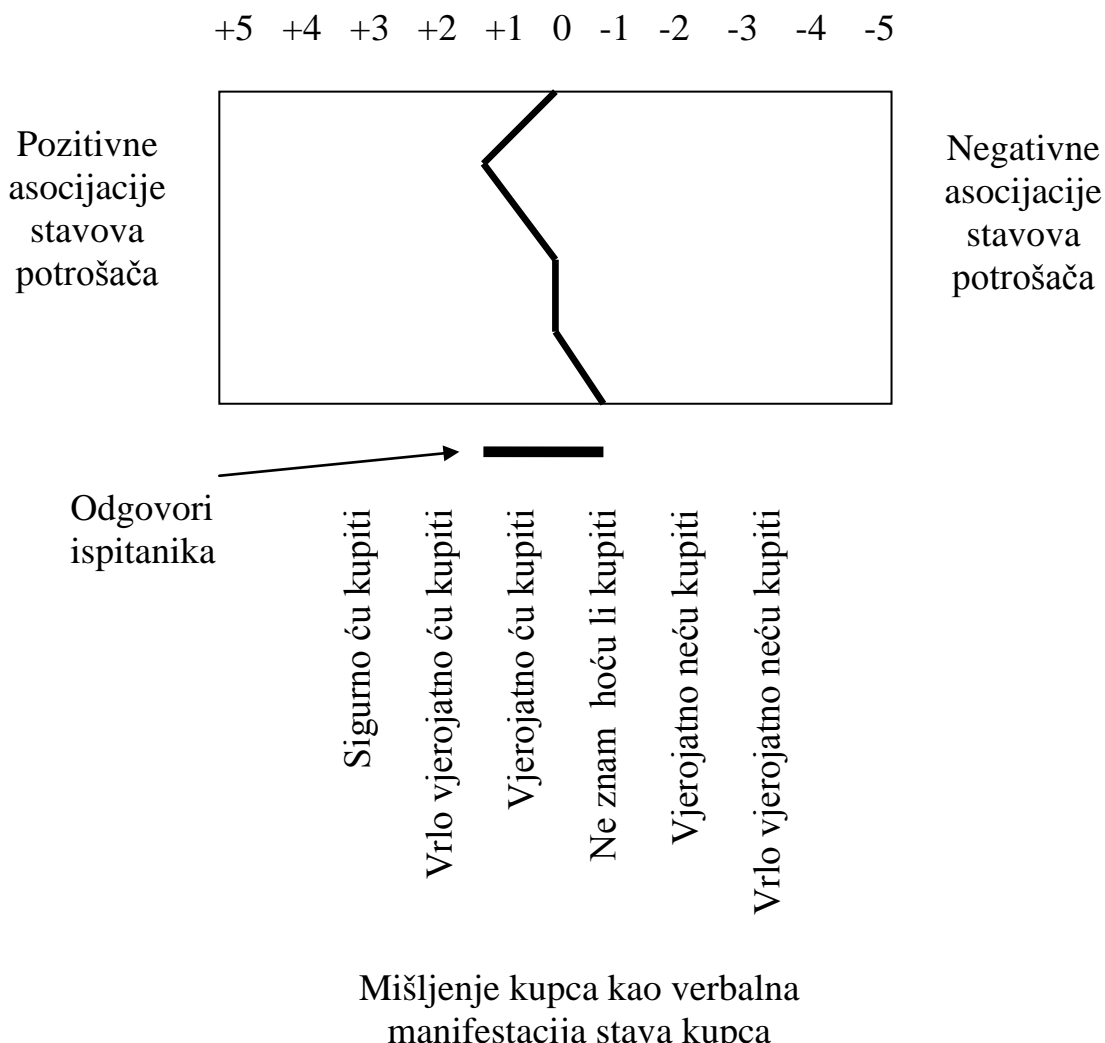 +5 +4 +3 +2 +1 0 -1 -2 -3 -4 -5
Pozitivne
asocijacije
stavova
potrošača
Negativne
asocijacije
stavova
potrošača
Odgovori
ispitanika
Sigurno ću kupiti
Vrlo vjerojatno ću kupiti
Vjerojatno ću kupiti
Ne znam hoću li kupiti
Vjerojatno neću kupiti
Vrlo vjerojatno neću kupiti
Mišljenje kupca kao verbalna
manifestacija stava kupca